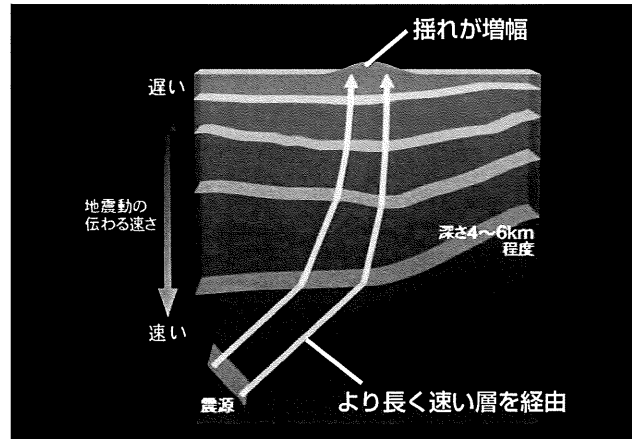 揺れが増幅
遅い
地震動の
伝わる速さ
深さ4〜6km
程度
速い
震源
より長く速い層を経由